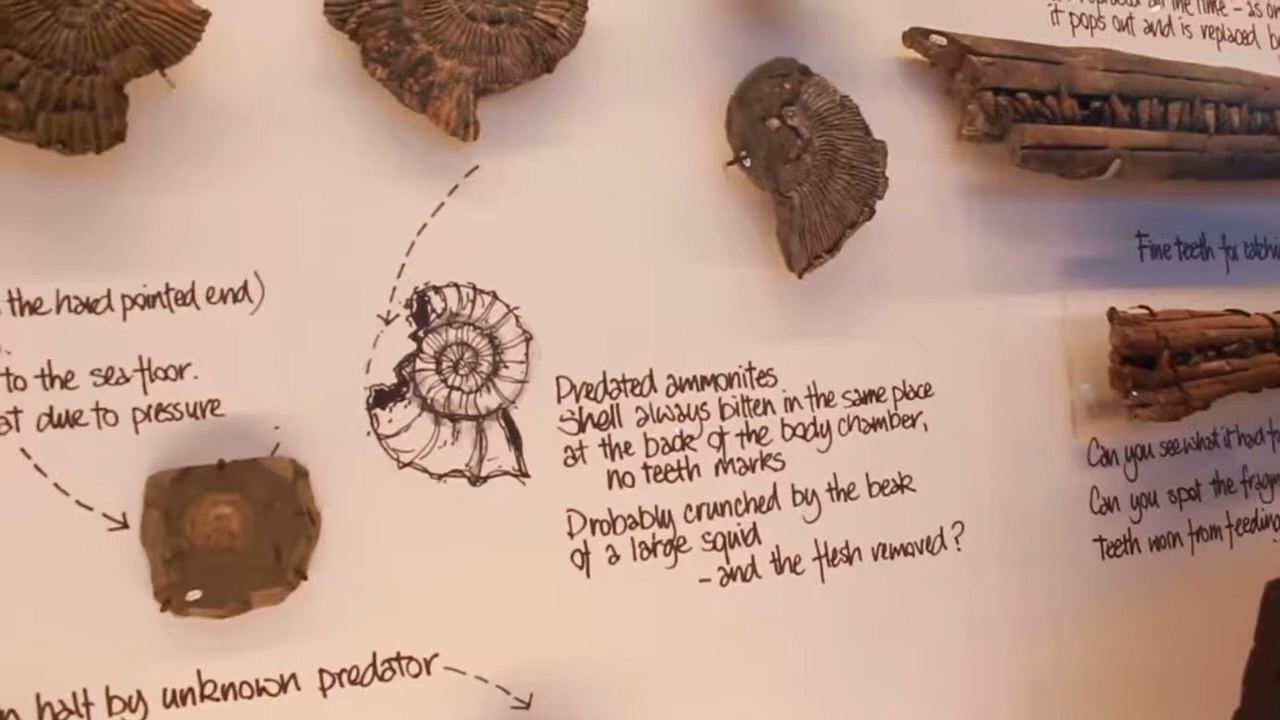 it pops out and is replaced
the hard pointed end)
to the sea floor.
due to pressure
Predated ammonites
Shell always bitten in the same place
at the back of the body chamber,
no teeth marks
Probably crunched by the beak
of a large squid
- and the flesh removed?
Fine teeth for
Can you see what it had
Can you spot the
Teeth worn from feeding
half by unknown predator